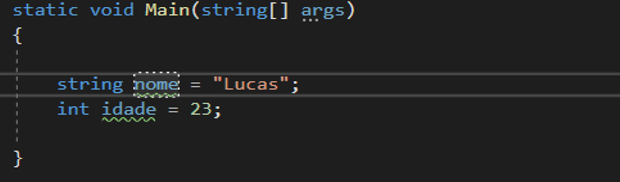 static void Main(string[] args)
{
string nome = "Lucas";
int idade = 23;
}